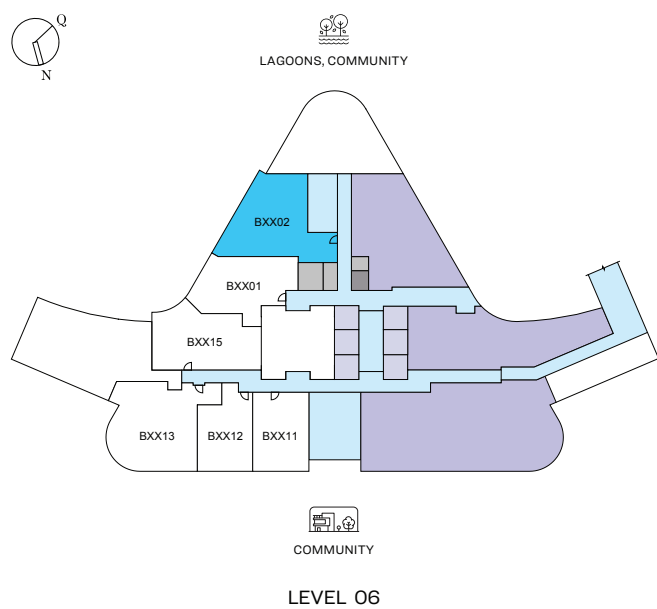 Q
N
LAGOONS, COMMUNITY
BXX02
BXX01
BXX15
BXX13
BXX12
BXX11
COMMUNITY
LEVEL 06